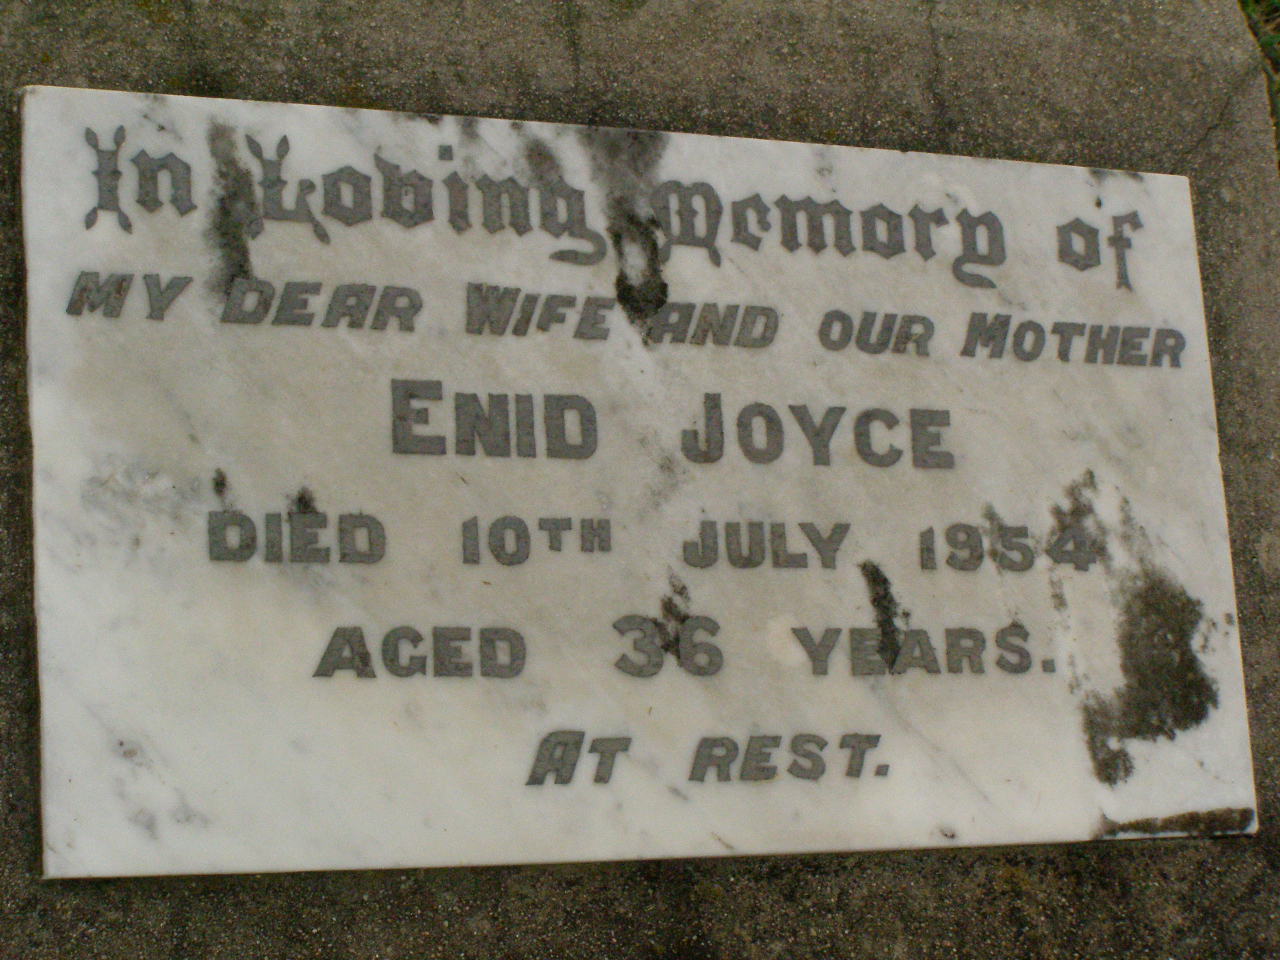 In Loving Memory of
MY DEAR WIFE AND OUR MOTHER
ENID JOYCE
DIED 10TH JULY 1954
AGED 36 YEARS.
AT REST.